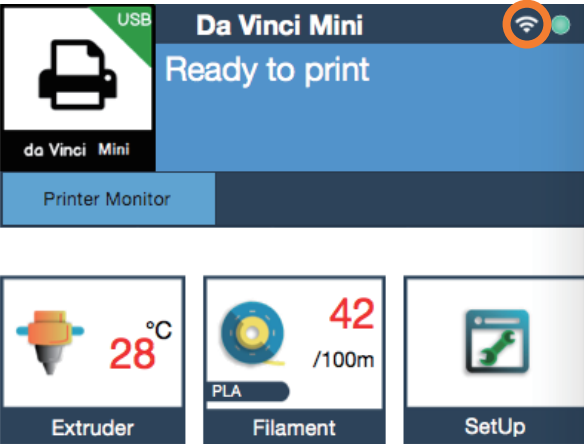 USB
Da Vinci Mini
Ready to print
da Vinci Mini
Printer Monitor
28 °C
42
/100m
PLA
Extruder
Filament
SetUp